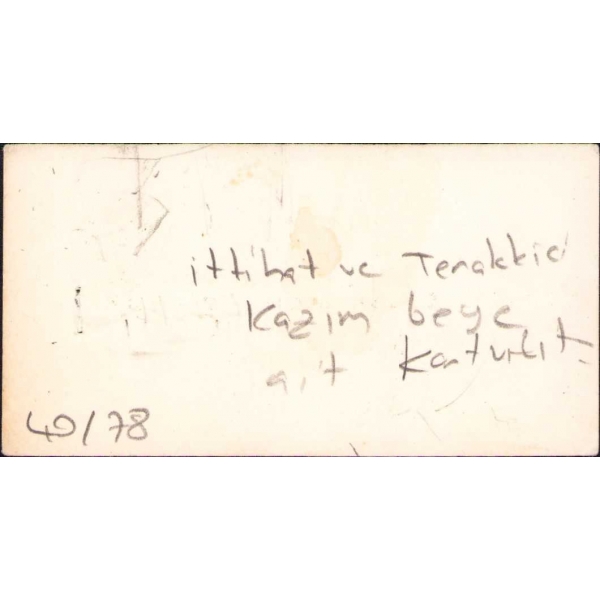 ittihat ve Terakkici
Kazım beye
ait Kartvizit
40/78